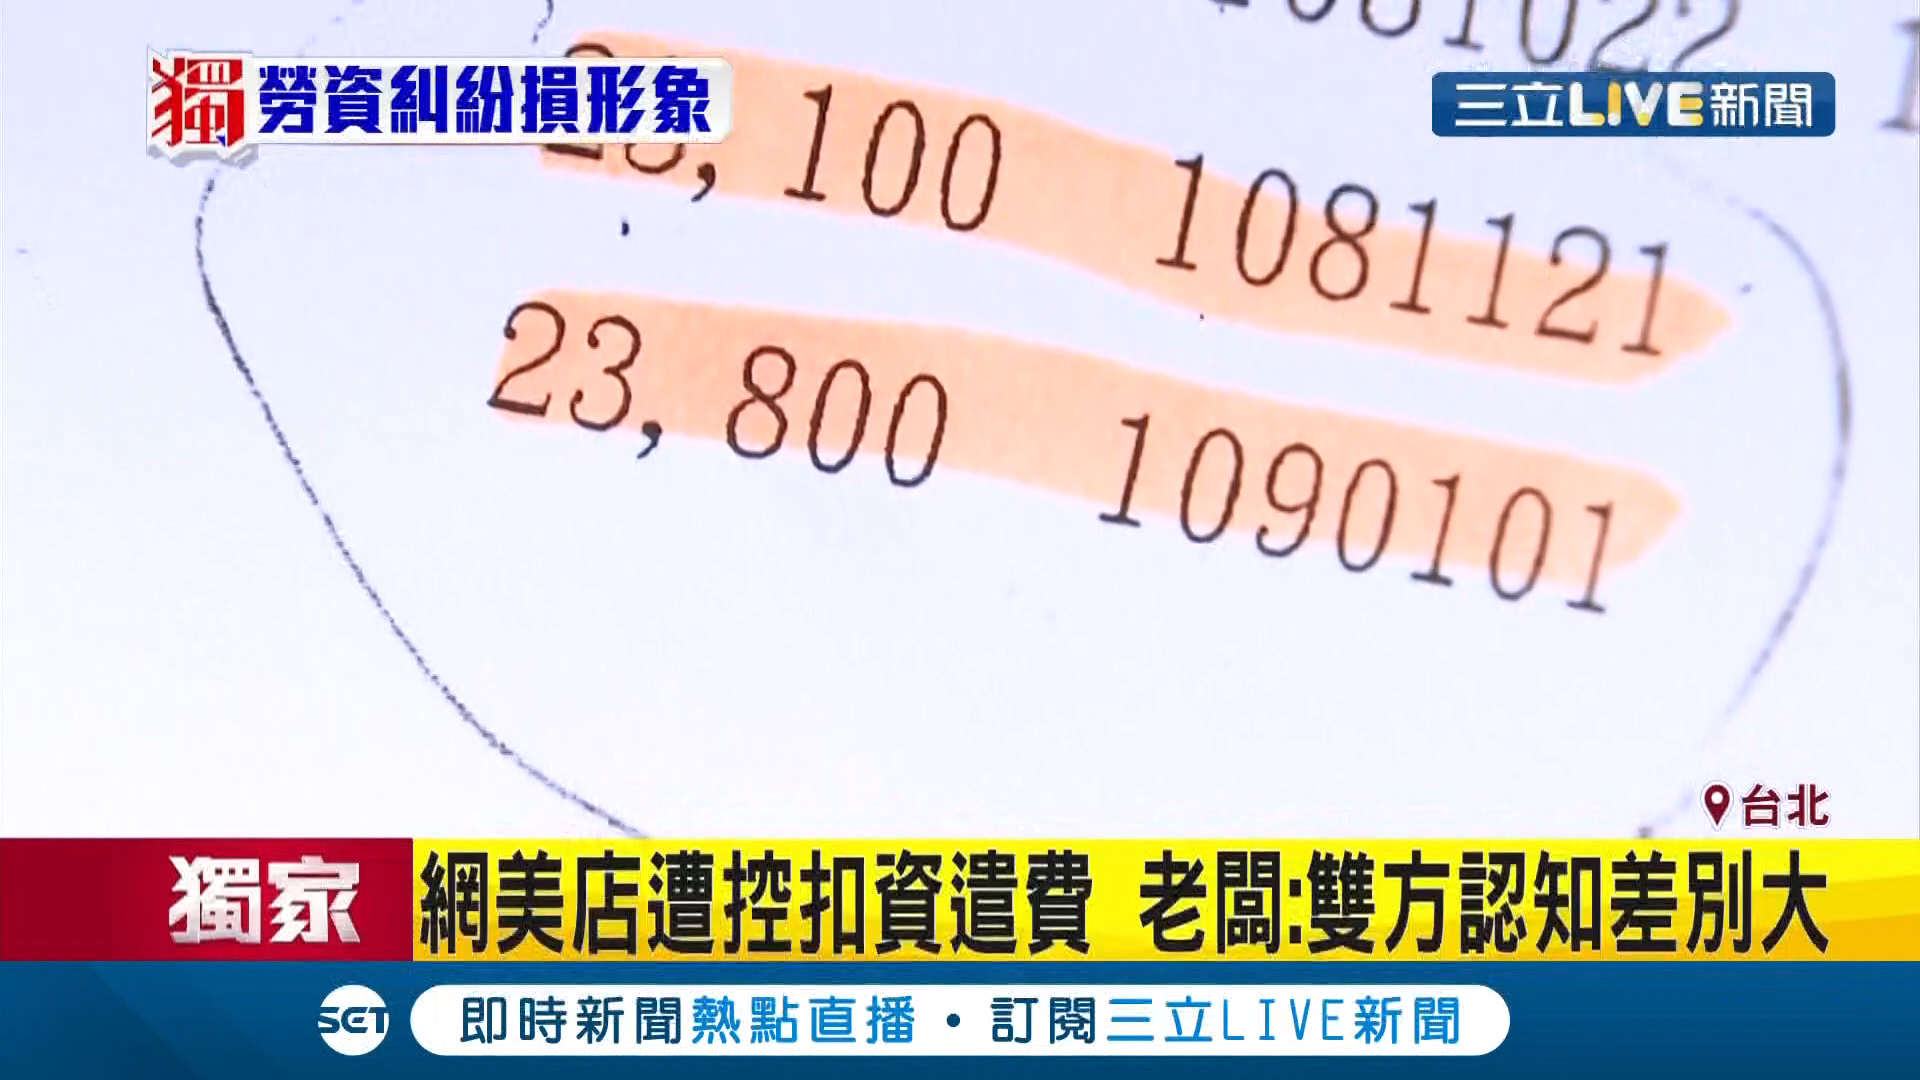 獨 勞資糾紛損形象
三立LIVE新聞
1081022
23,100 1081121
23,800 1090101
台北
獨家 網美店遭控扣資遣費 老闆:雙方認知差別大
SET 即時新聞熱點直播・訂閱三立LIVE新聞